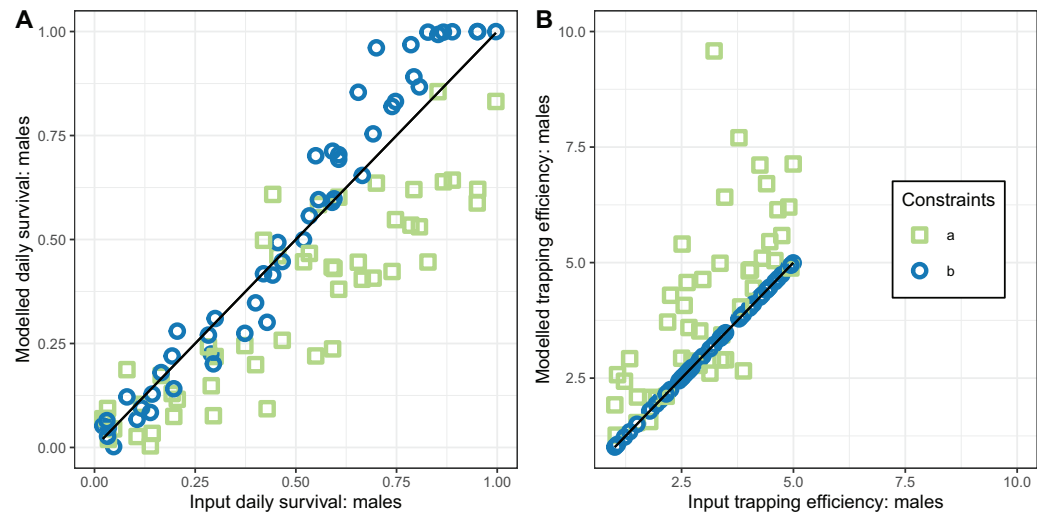 A
Modelled daily survival: males
1.00
0.75
0.50
0.25
0.00
0.00 0.25 0.50 0.75 1.00
Input daily survival: males
B
Modelled trapping efficiency: males
10.0
7.5
5.0
2.5
2.5 5.0 7.5 10.0
Input trapping efficiency: males
Constraints
a
b